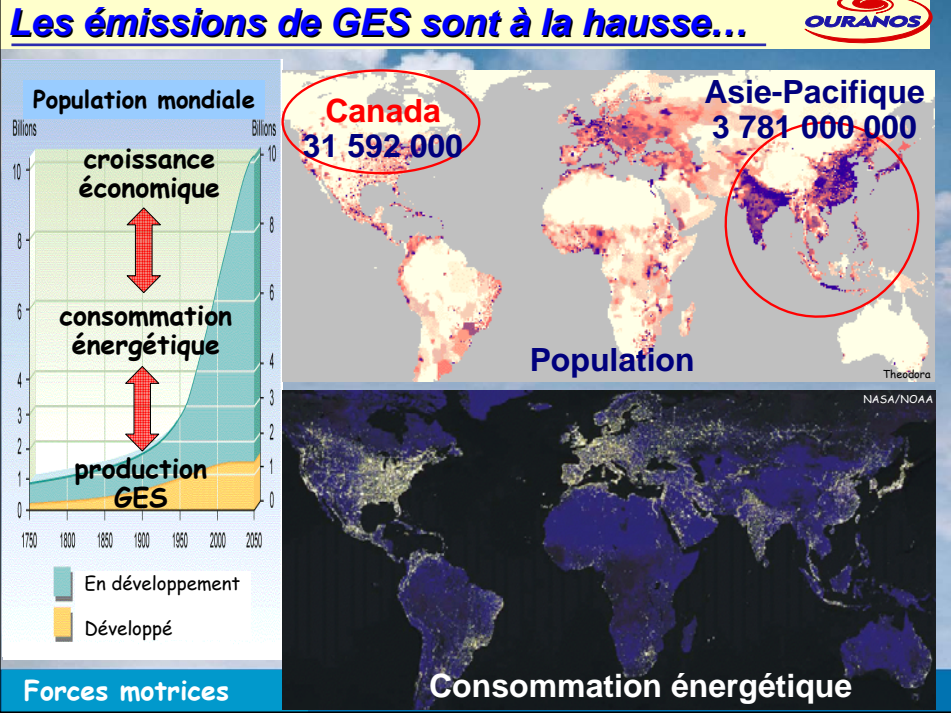 Les émissions de GES sont à la hausse…
OURANOS
Population mondiale
Billions
Billions
10
8
6
4
3
2
1
0
10
8
6
4
3
2
1
0
croissance
économique
consommation
énergétique
production
GES
1750 1800 1850 1900 1950 2000 2050
En développement
Développé
Canada
31 592 000
Asie-Pacifique
3 781 000 000
Population
Theodora
NASA/NOAA
Consommation énergétique
Forces motrices